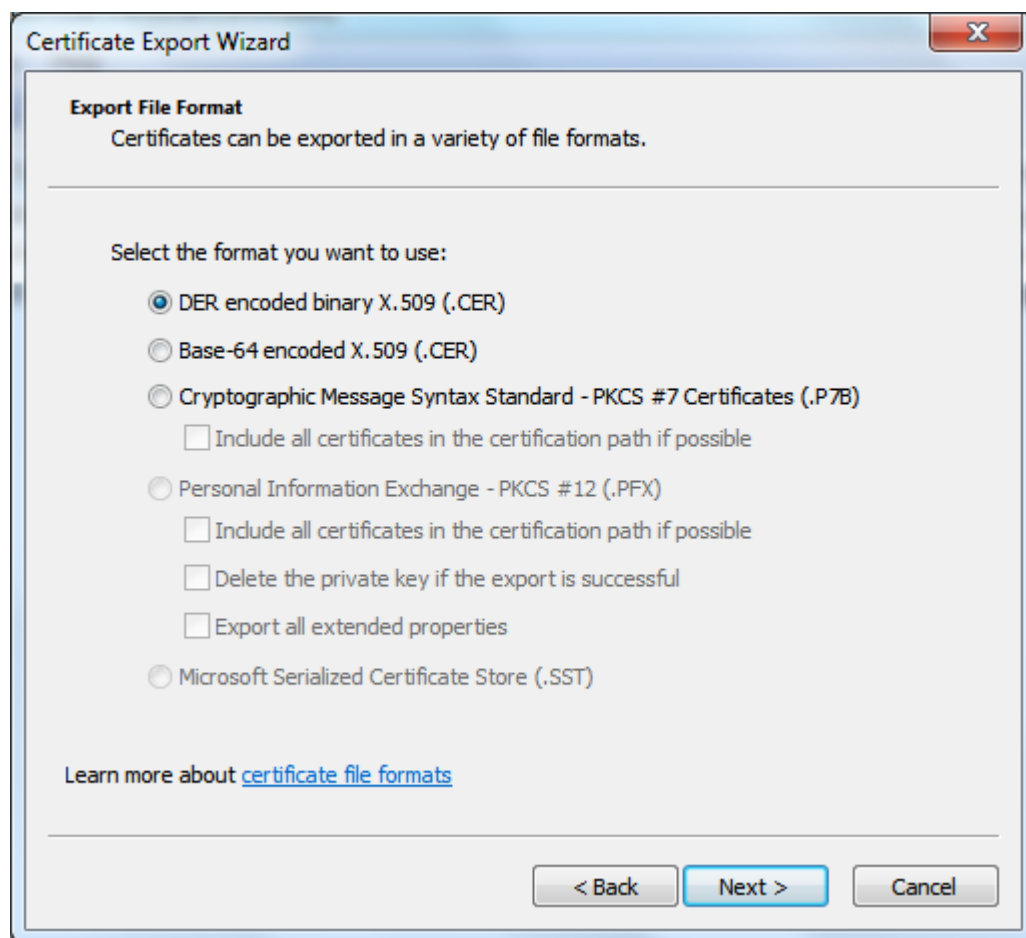 Certificate Export Wizard
Export File Format
Certificates can be exported in a variety of file formats.
Select the format you want to use:
DER encoded binary X.509 (.CER)
Base-64 encoded X.509 (.CER)
Cryptographic Message Syntax Standard - PKCS #7 Certificates (.P7B)
Include all certificates in the certification path if possible
Personal Information Exchange - PKCS #12 (.PFX)
Include all certificates in the certification path if possible
Delete the private key if the export is successful
Export all extended properties
Microsoft Serialized Certificate Store (.SST)
Learn more about certificate file formats
< Back Next > Cancel